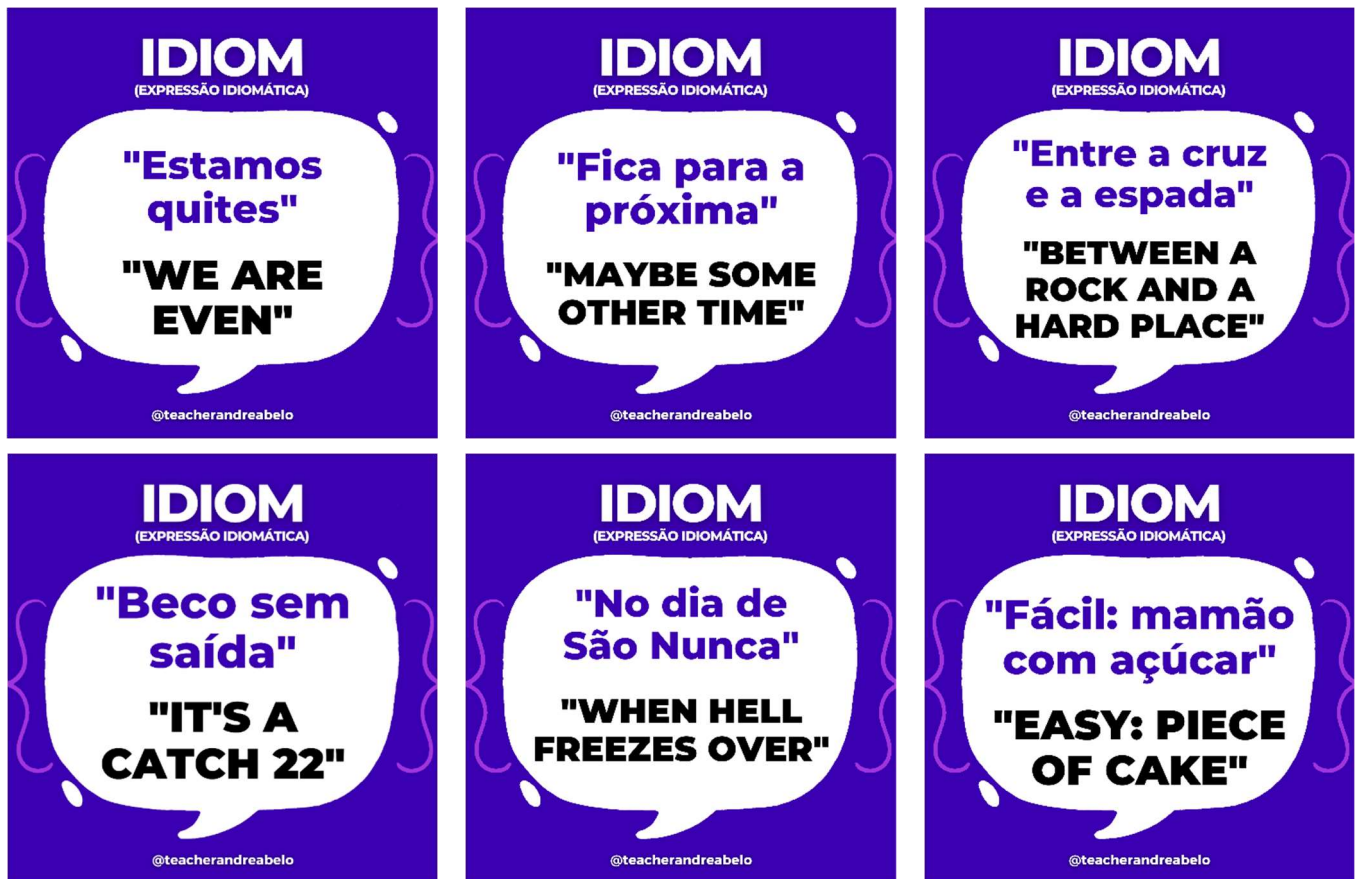 IDIOM
(EXPRESSÃO IDIOMÁTICA)
"Estamos
quites"
"WE ARE
EVEN"
@teacherandreabelo
IDIOM
(EXPRESSÃO IDIOMÁTICA)
"Fica para a
próxima"
"MAYBE SOME
OTHER TIME"
@teacherandreabelo
IDIOM
(EXPRESSÃO IDIOMÁTICA)
"Entre a cruz
e a espada"
"BETWEEN A
ROCK AND A
HARD PLACE"
@teacherandreabelo
IDIOM
(EXPRESSÃO IDIOMÁTICA)
"Beco sem
saída"
"IT'S A
CATCH 22"
@teacherandreabelo
IDIOM
(EXPRESSÃO IDIOMÁTICA)
"No dia de
São Nunca"
"WHEN HELL
FREEZES OVER"
@teacherandreabelo
IDIOM
(EXPRESSÃO IDIOMÁTICA)
"Fácil: mamão
com açúcar"
"EASY: PIECE
OF CAKE"
@teacherandreabelo